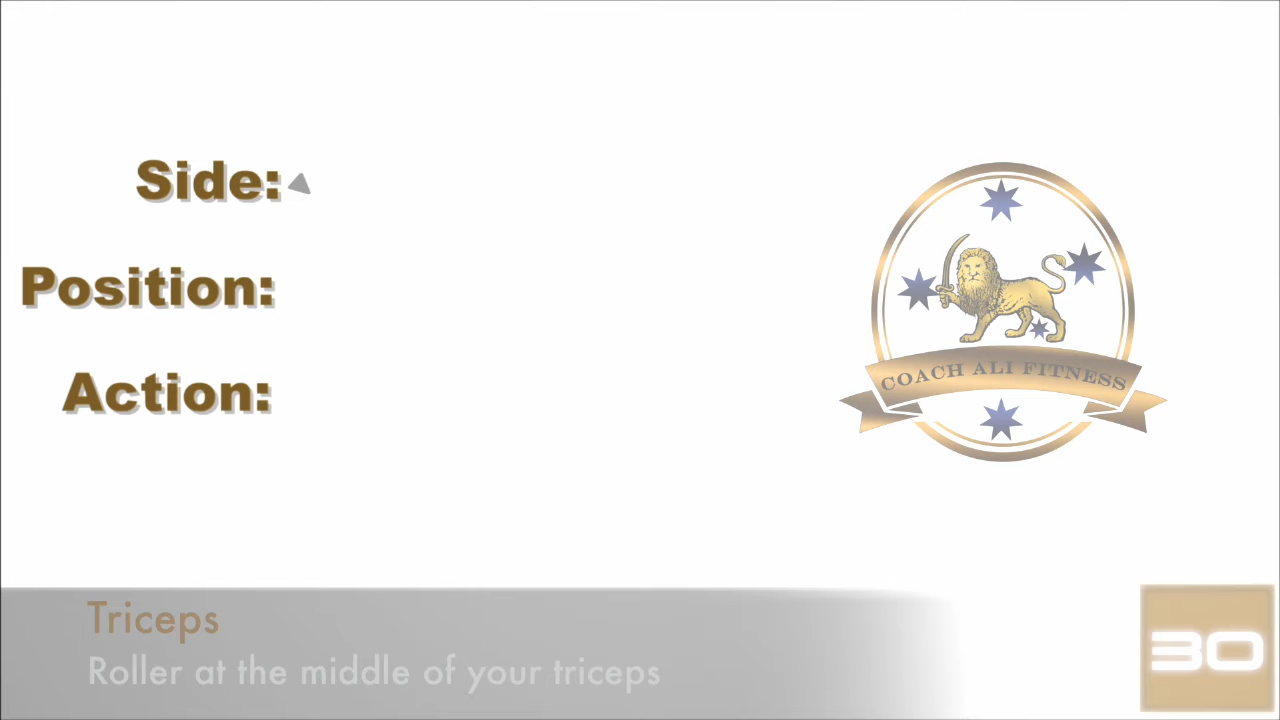 Side:
Position:
Action:
COACH ALI FITNESS
Triceps
Roller at the middle of your triceps
30